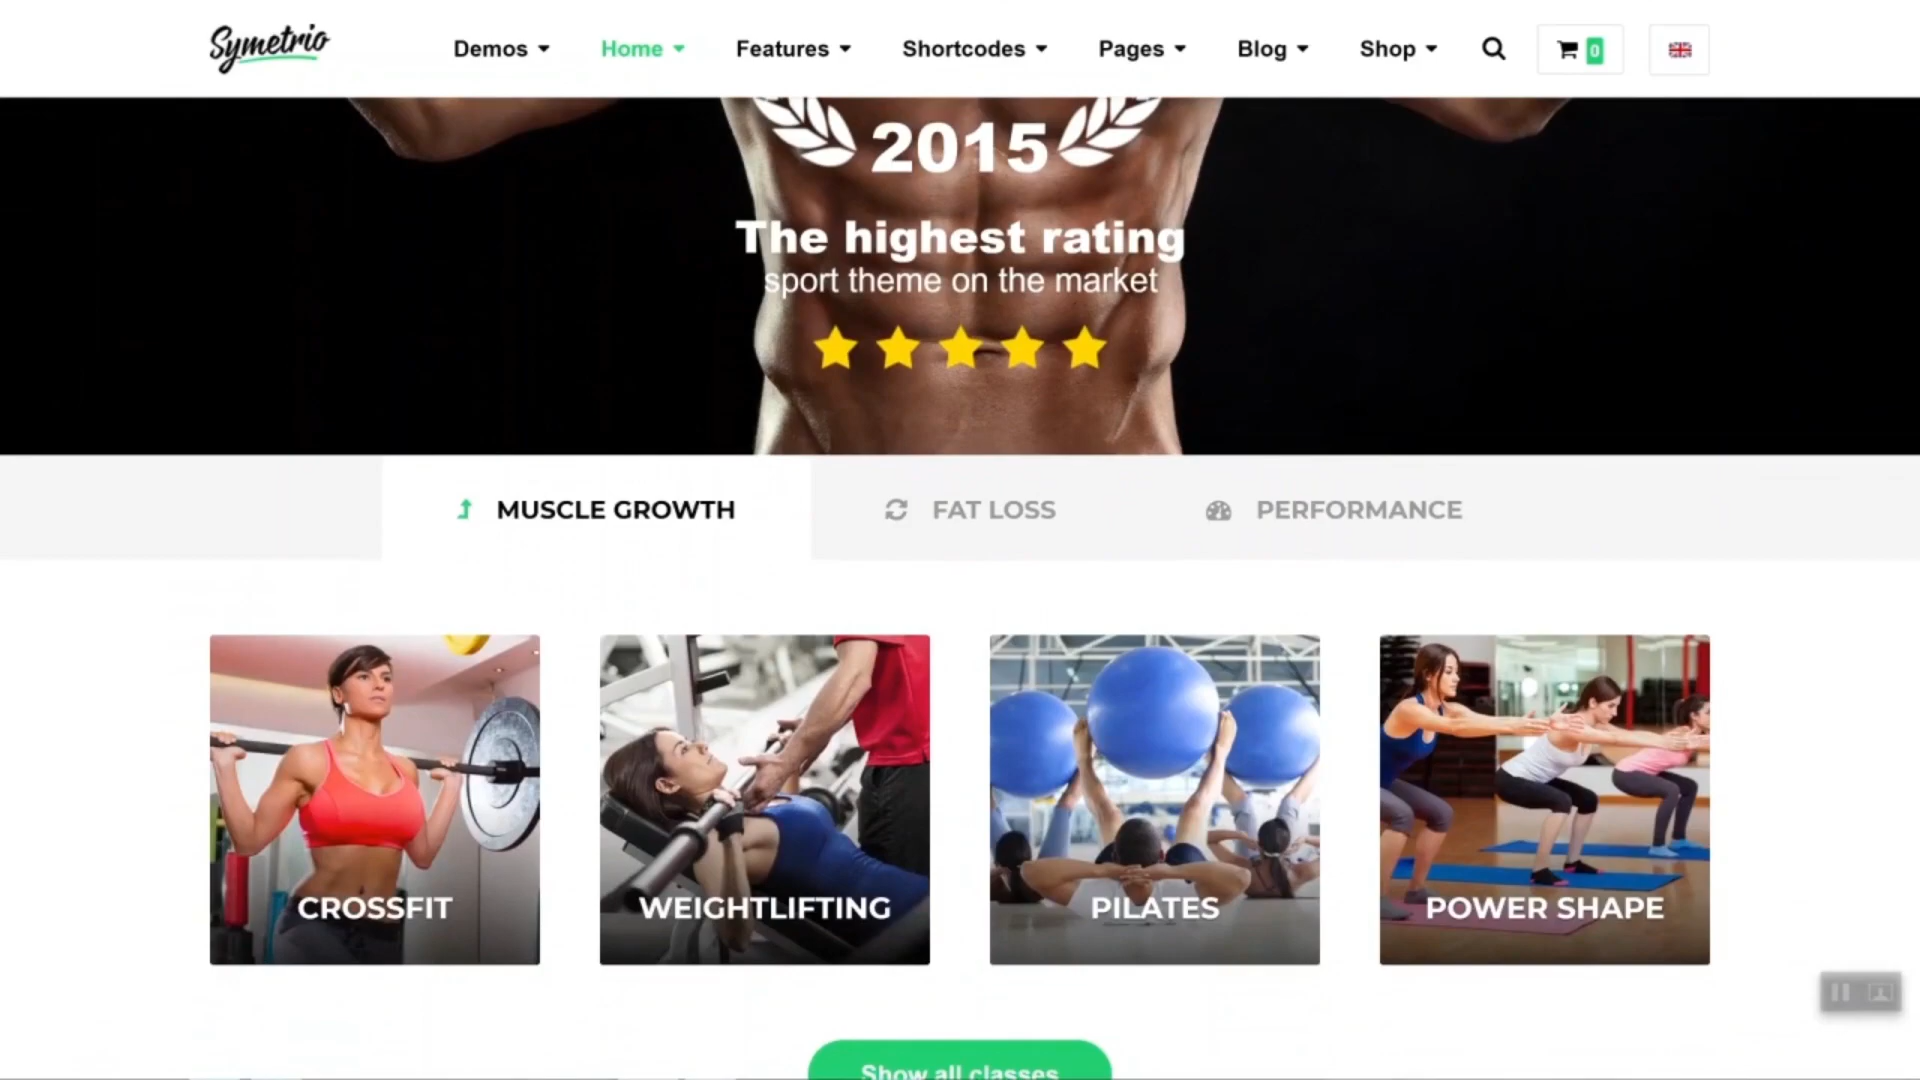 Symetrio
Demos
Home
Features
Shortcodes
Pages
Blog
Shop
0
2015
The highest rating
sport theme on the market
MUSCLE GROWTH
FAT LOSS
PERFORMANCE
CROSSFIT
WEIGHTLIFTING
PILATES
POWER SHAPE
Show all classes